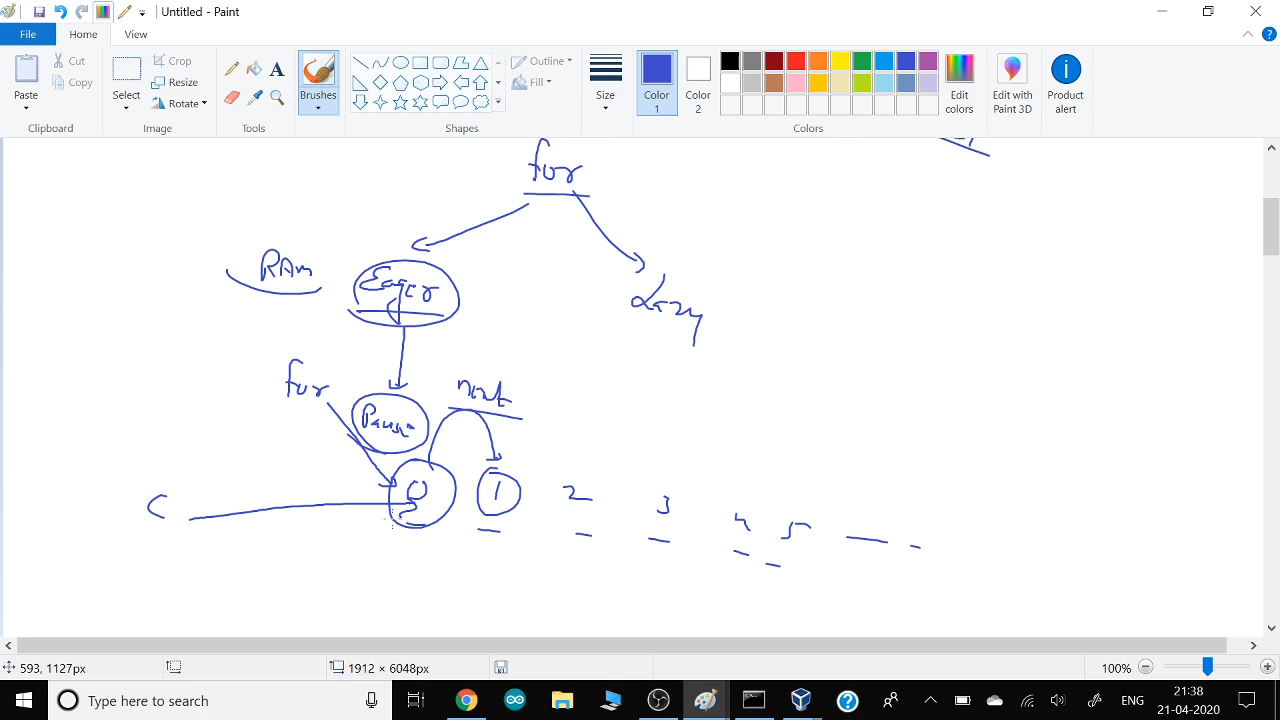 Untitled - Paint
File Home View
Cut
Copy
Paste
Clipboard
Crop
Resize
Rotate
Select
Image
Tools
Brushes
Shapes
Outline
Fill
Size
Color 1
Color 2
Edit colors
Colors
Edit with Paint 3D
Product alert
for
RAM
Eager
Lazy
for
next
Pause
0 1 2 3 4 5
C
593, 1127px
1912 × 6048px
100%
Type here to search
ENG
21:38
21-04-2020